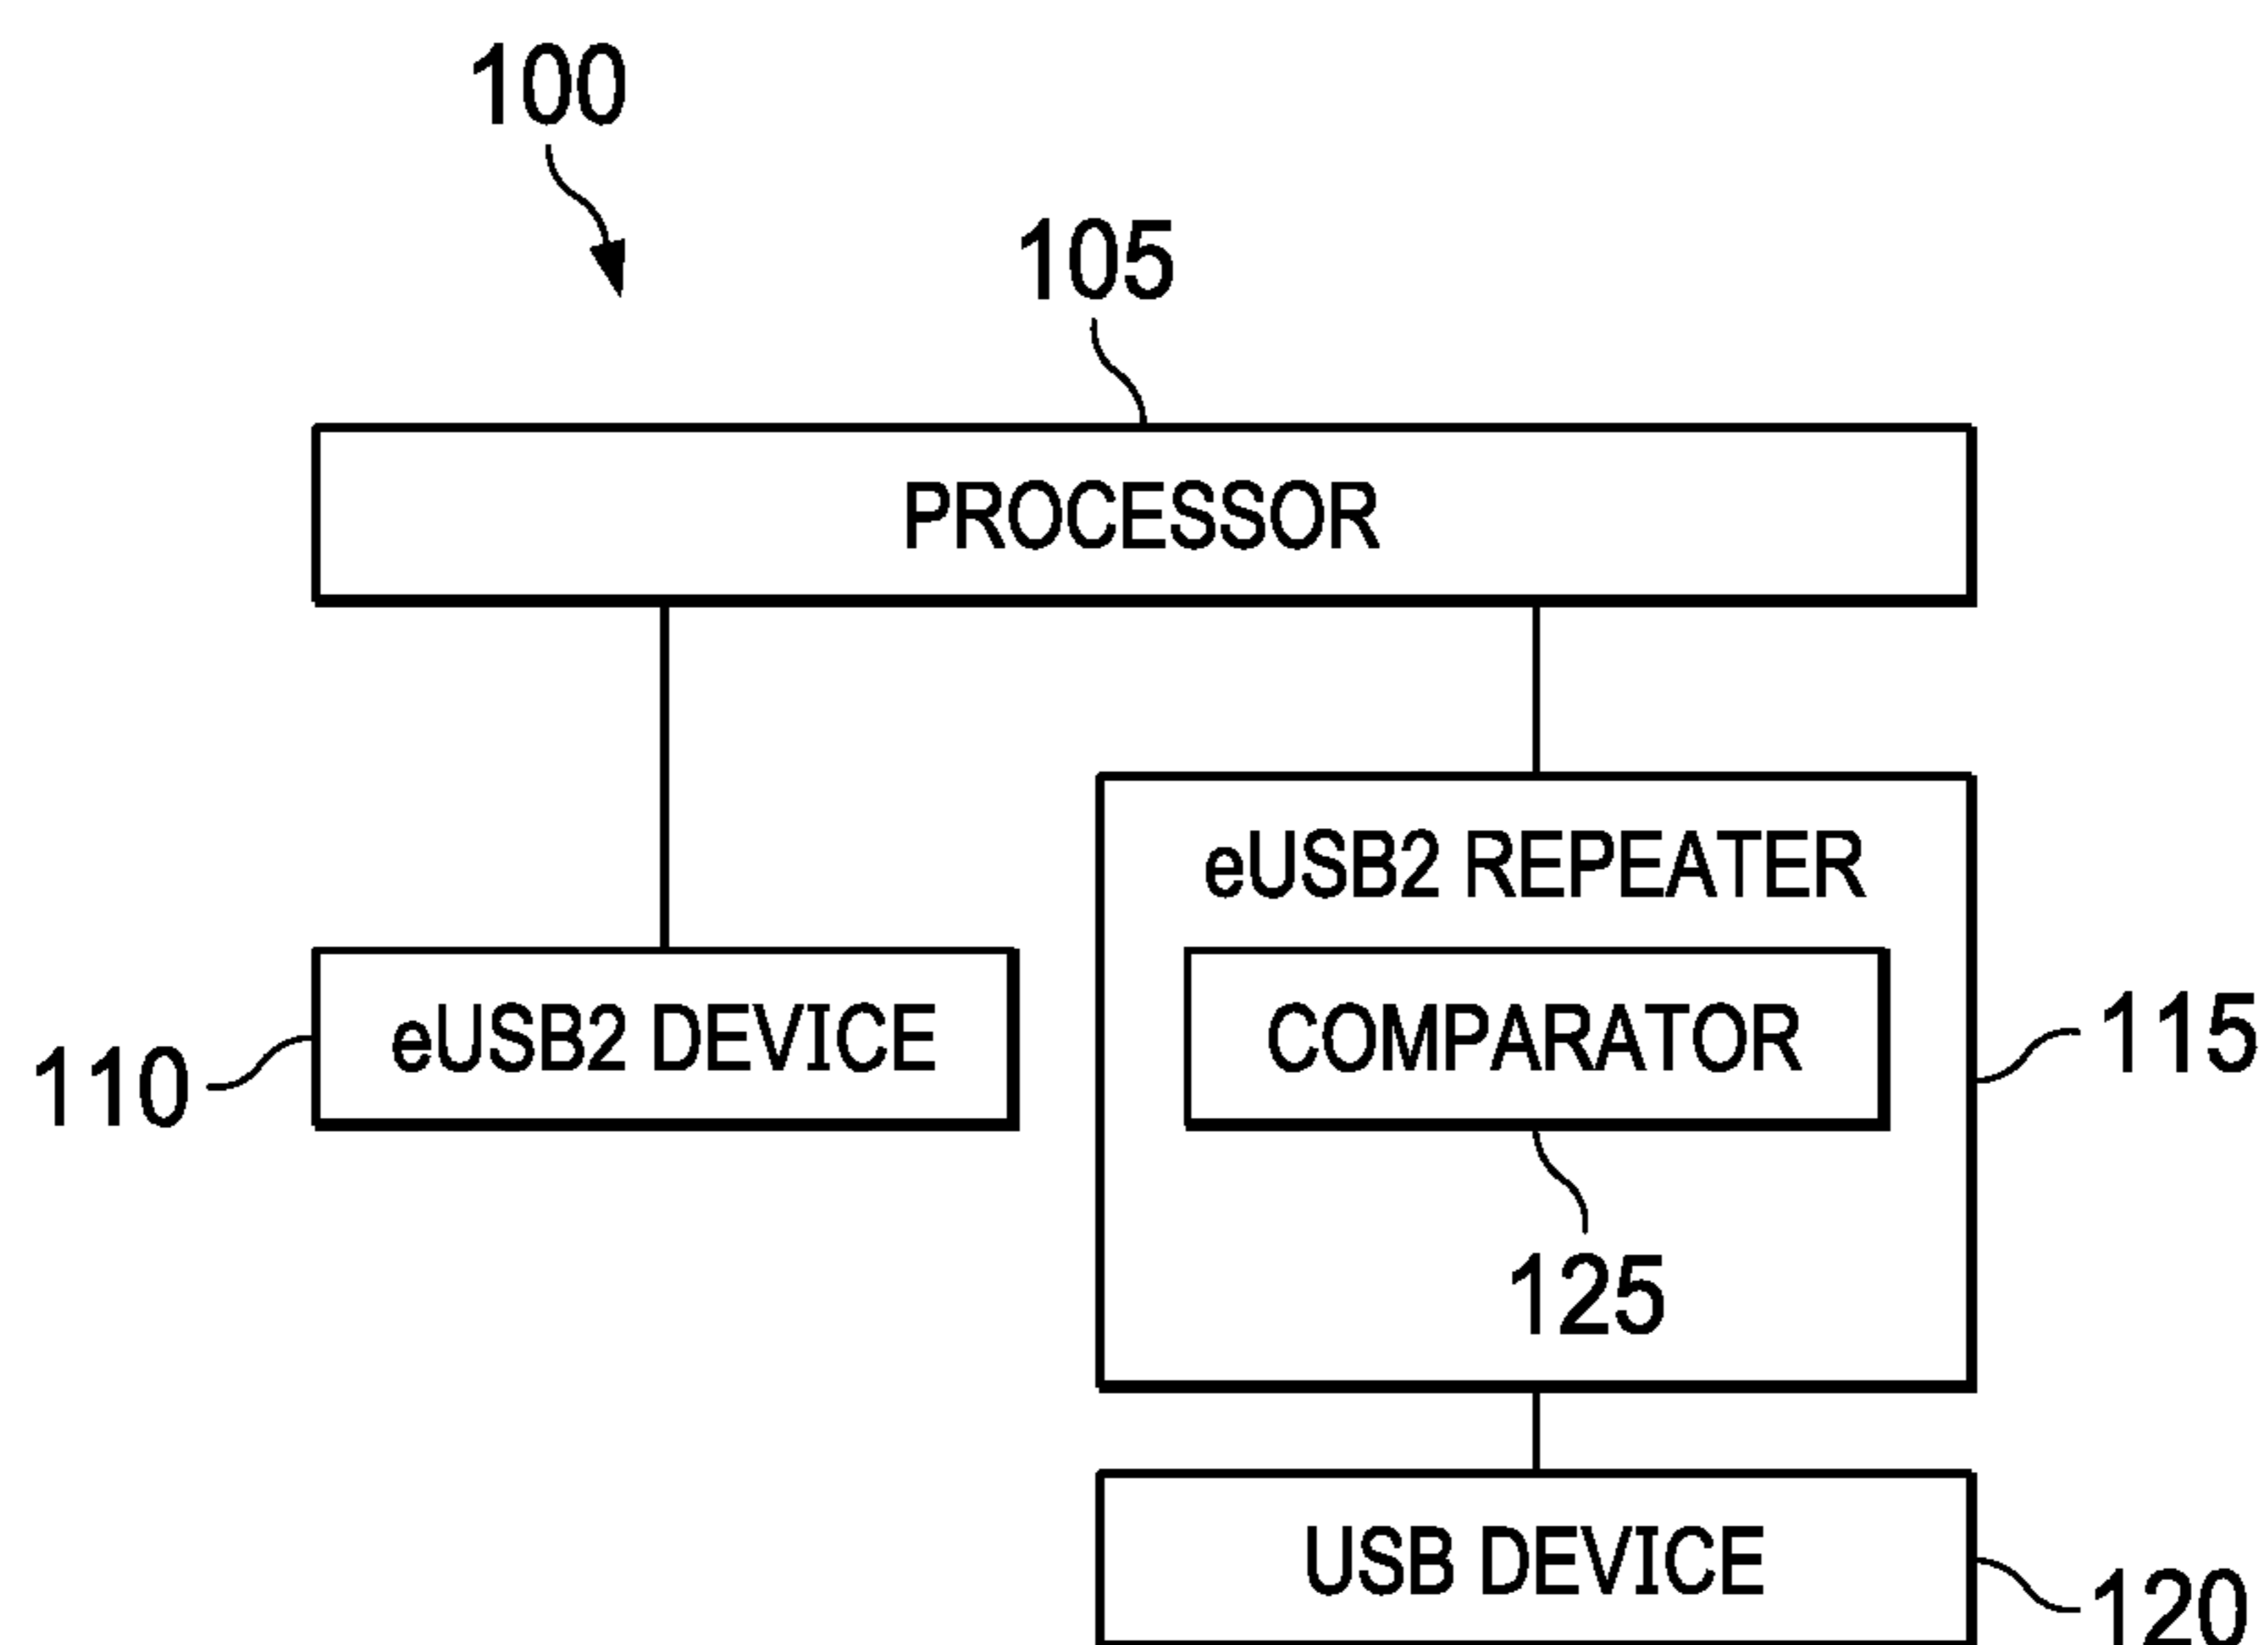 100
105
PROCESSOR
eUSB2 REPEATER
eUSB2 DEVICE
COMPARATOR
110
115
125
USB DEVICE
120